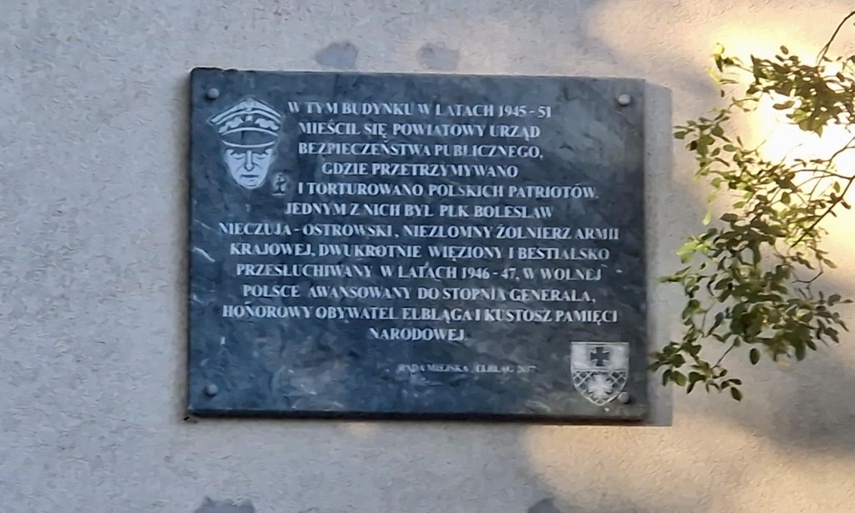 W TYM BUDYNKU W LATACH 1945 - 51
MIEŚCIŁ SIĘ POWIATOWY URZĄD
BEZPIECZEŃSTWA PUBLICZNEGO,
GDZIE PRZETRZYMYWANO
I TORTUROWANO POLSKICH PATRIOTÓW.
JEDNYM Z NICH BYŁ PŁK BOLESŁAW
NIECZUJA - OSTROWSKI, NIEZŁOMNY ŻOŁNIERZ ARMII
KRAJOWEJ, DWUKROTNIE WIĘZIONY I BESTIALSKO
PRZESŁUCHIWANY W LATACH 1946 - 47, W WOLNEJ
POLSCE AWANSOWANY DO STOPNIA GENERAŁA,
HONOROWY OBYWATEL ELBLĄGA I KUSTOSZ PAMIĘCI
NARODOWEJ.
RADA MIEJSKA ELBLĄG 2017